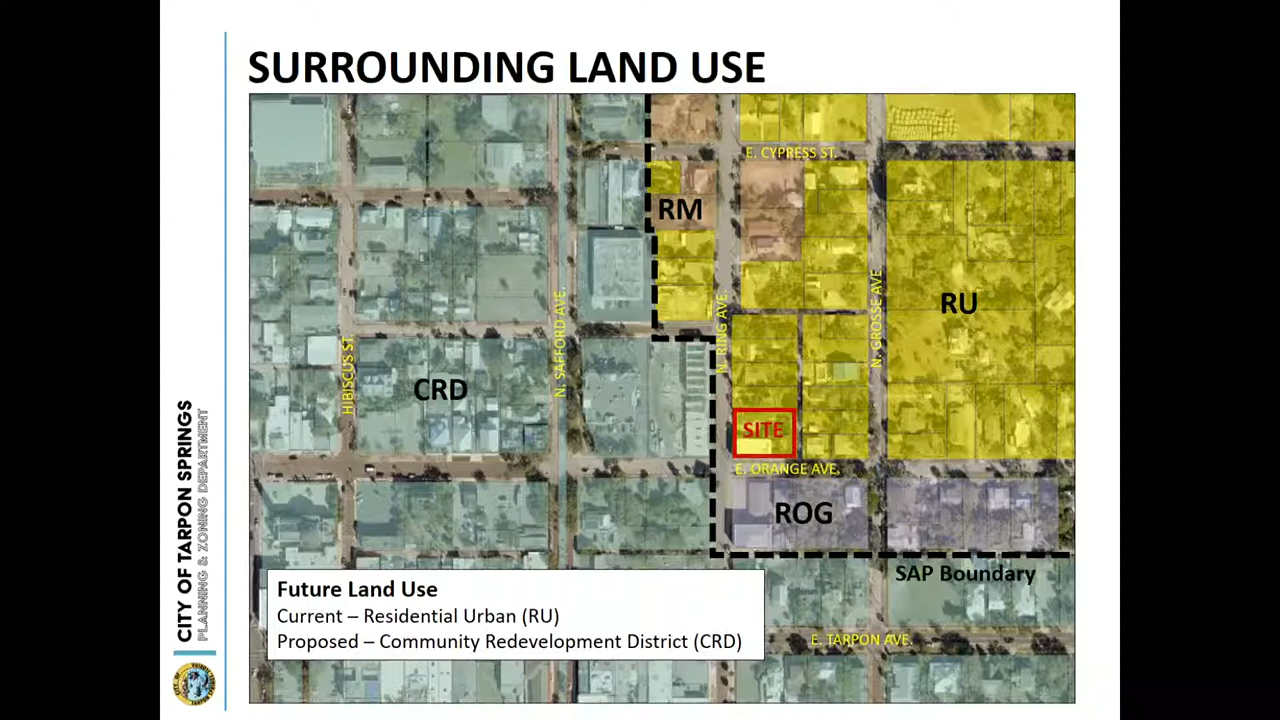 SURROUNDING LAND USE
E. CYPRESS ST.
RM
RU
N. RING AVE.
N. GROSSE AVE.
N. SAFFORD AVE.
HIBISCUS ST.
CRD
SITE
E. ORANGE AVE.
ROG
SAP Boundary
E. TARPON AVE.
Future Land Use
Current – Residential Urban (RU)
Proposed – Community Redevelopment District (CRD)
CITY OF TARPON SPRINGS
PLANNING & ZONING DEPARTMENT